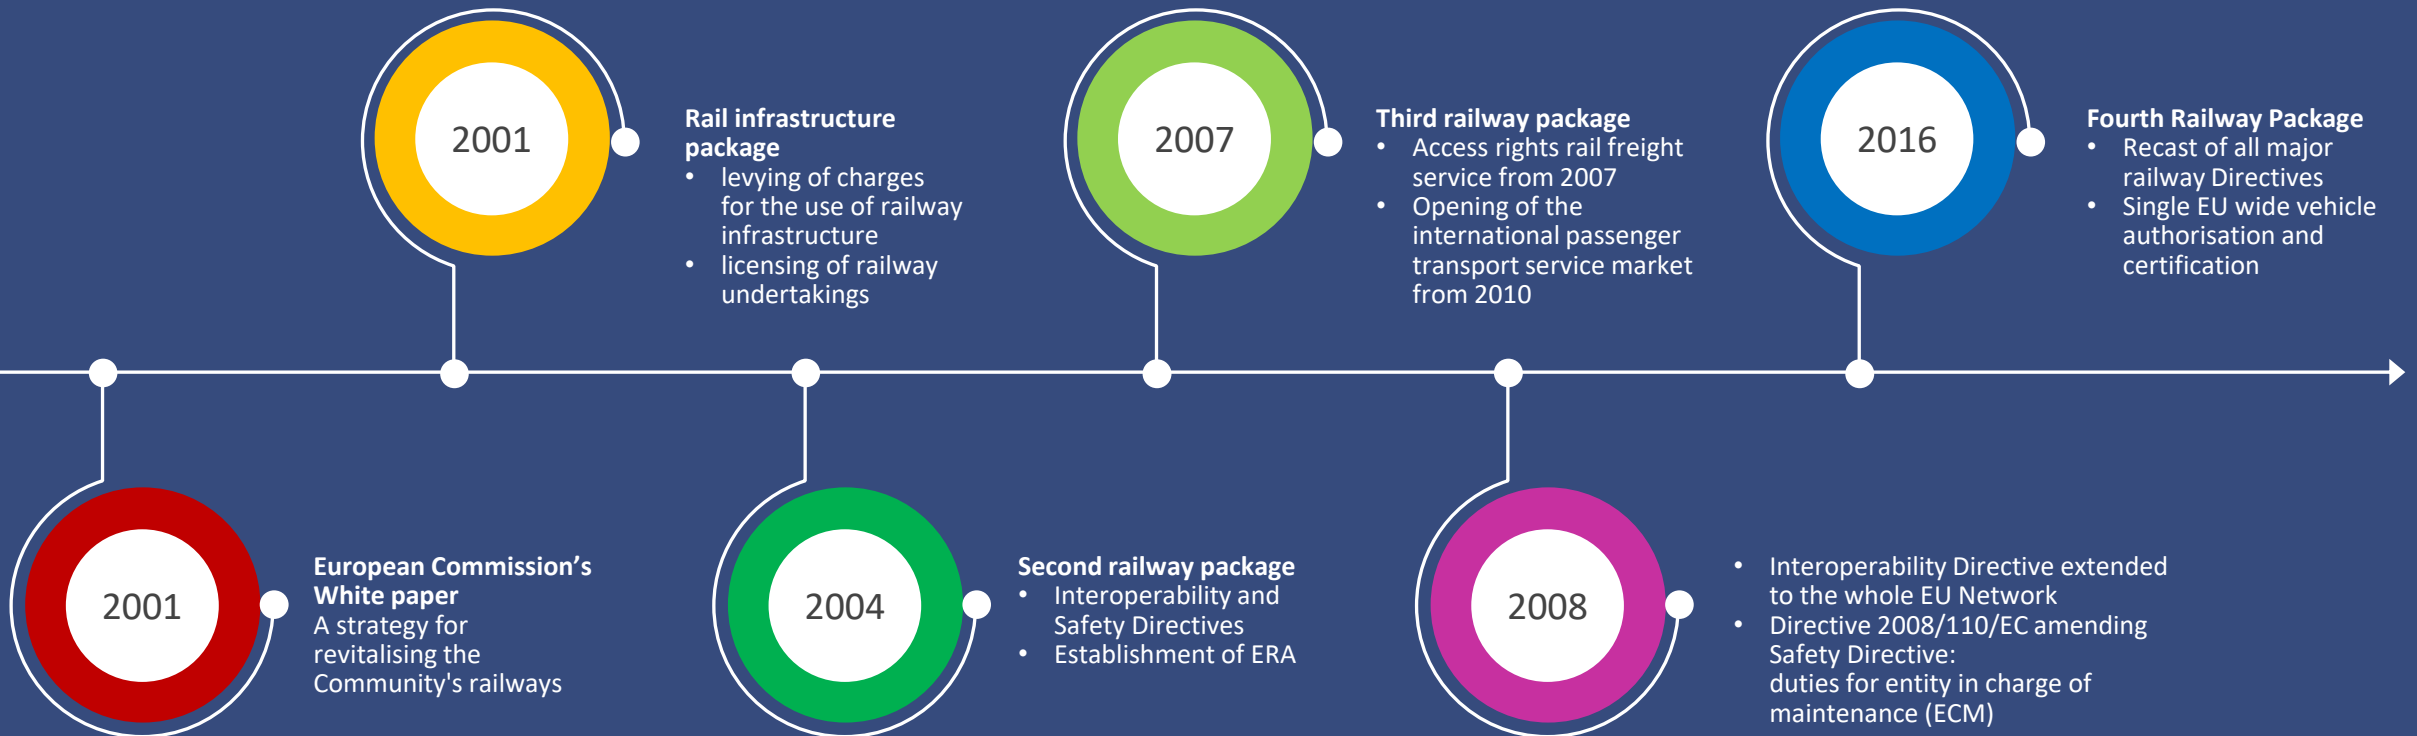 2001
European Commission’s
White paper
A strategy for
revitalising the
Community's railways
2001
Rail infrastructure
package
• levying of charges
for the use of railway
infrastructure
• licensing of railway
undertakings
2004
Second railway package
• Interoperability and
Safety Directives
• Establishment of ERA
2007
Third railway package
• Access rights rail freight
service from 2007
• Opening of the
international passenger
transport service market
from 2010
2008
• Interoperability Directive extended
to the whole EU Network
• Directive 2008/110/EC amending
Safety Directive:
duties for entity in charge of
maintenance (ECM)
2016
Fourth Railway Package
• Recast of all major
railway Directives
• Single EU wide vehicle
authorisation and
certification